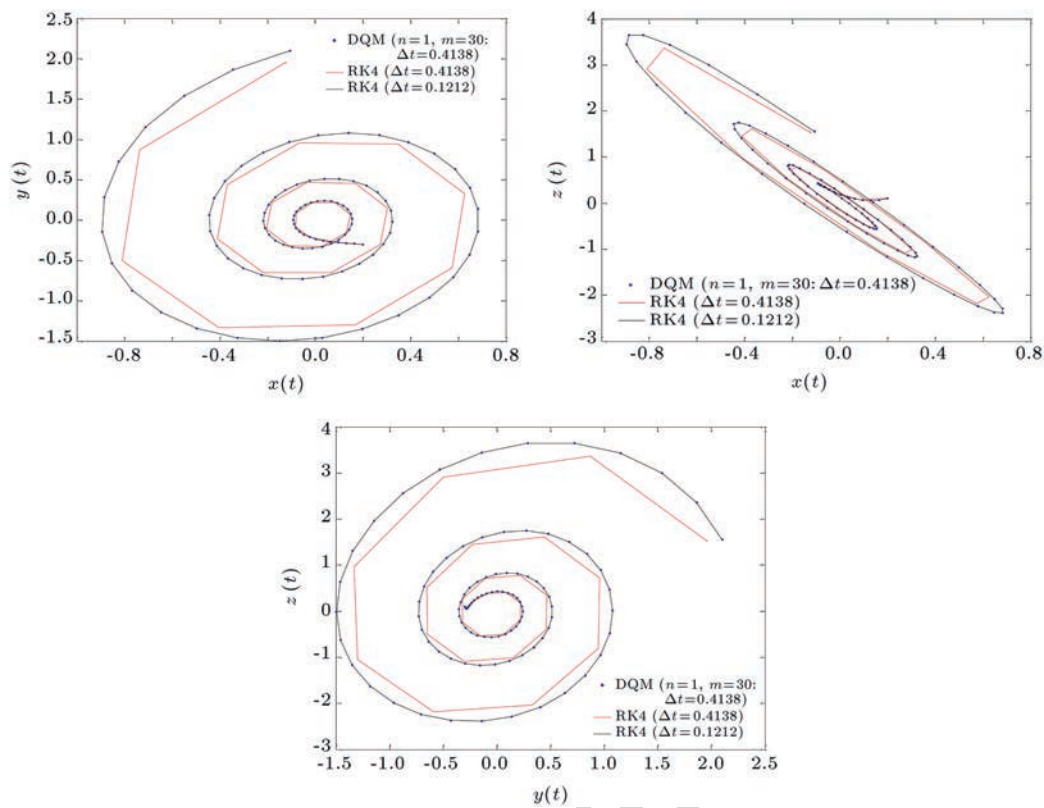 2.5
2.0
1.5
1.0
0.5
0.0
-0.5
-1.0
-1.5
y (t)
DQM (n=1, m=30:
Δt=0.4138)
RK4 (Δt=0.4138)
RK4 (Δt=0.1212)
-0.8 -0.4 0.0 0.4 0.8
x(t)
4
3
2
1
0
-1
-2
-3
z (t)
DQM (n=1, m=30: Δt=0.4138)
RK4 (Δt=0.4138)
RK4 (Δt=0.1212)
-0.8 -0.4 0.0 0.4 0.8
x(t)
4
3
2
1
0
-1
-2
-3
z (t)
DQM (n=1, m=30:
Δt=0.4138)
RK4 (Δt=0.4138)
RK4 (Δt=0.1212)
-1.5 -1.0 -0.5 0.0 0.5 1.0 1.5 2.0 2.5
y(t)